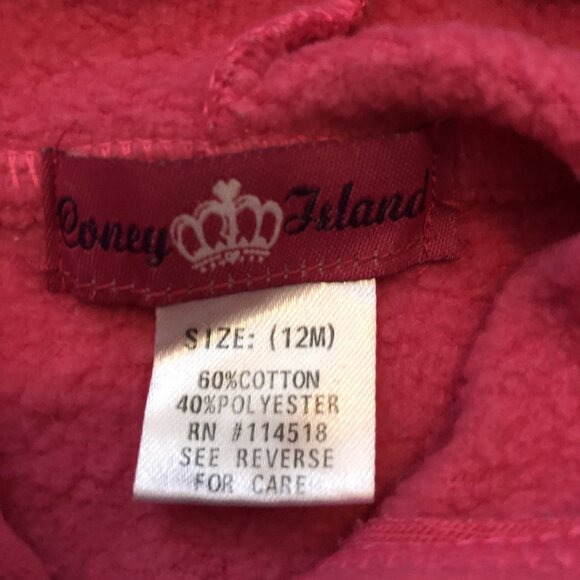 Coney Island
SIZE: (12M)
60%COTTON
40%POLYESTER
RN #114518
SEE REVERSE
FOR CARE